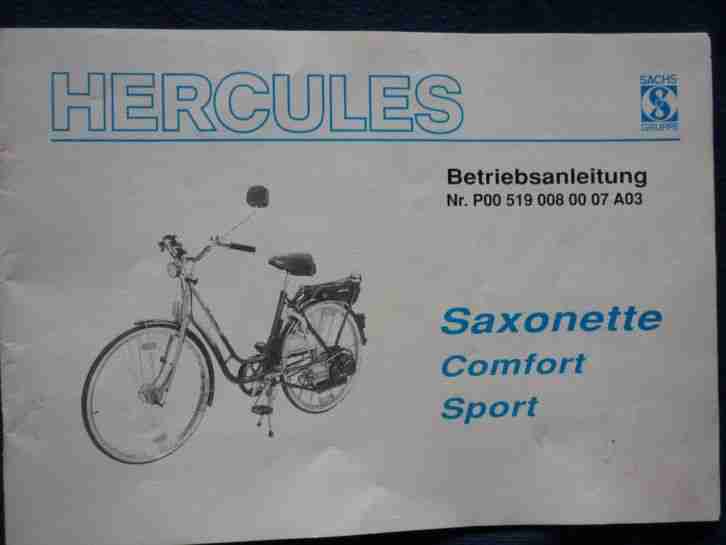 HERCULES
SACHS
GRUPPE
Betriebsanleitung
Nr. P00 519 008 00 07 A03
Saxonette
Comfort
Sport